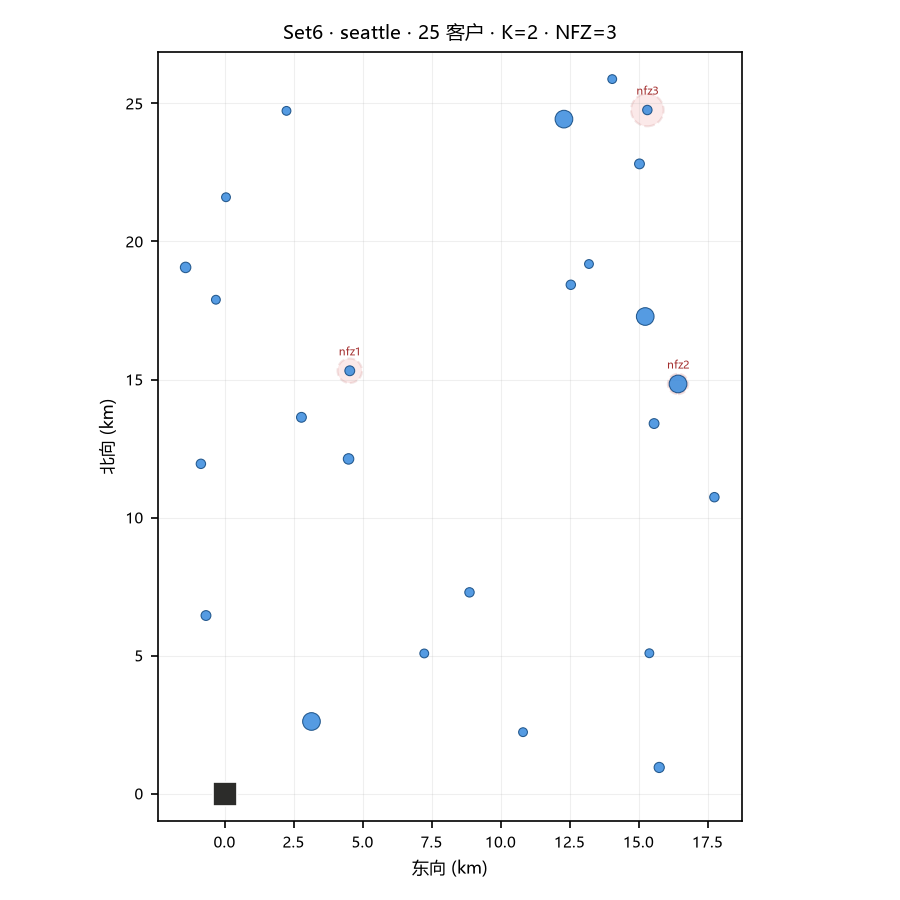 Set6 · seattle · 25 客户 · K=2 · NFZ=3
nfz3
nfz1
nfz2
25
20
15
10
5
0
北向 (km)
0.0 2.5 5.0 7.5 10.0 12.5 15.0 17.5
东向 (km)